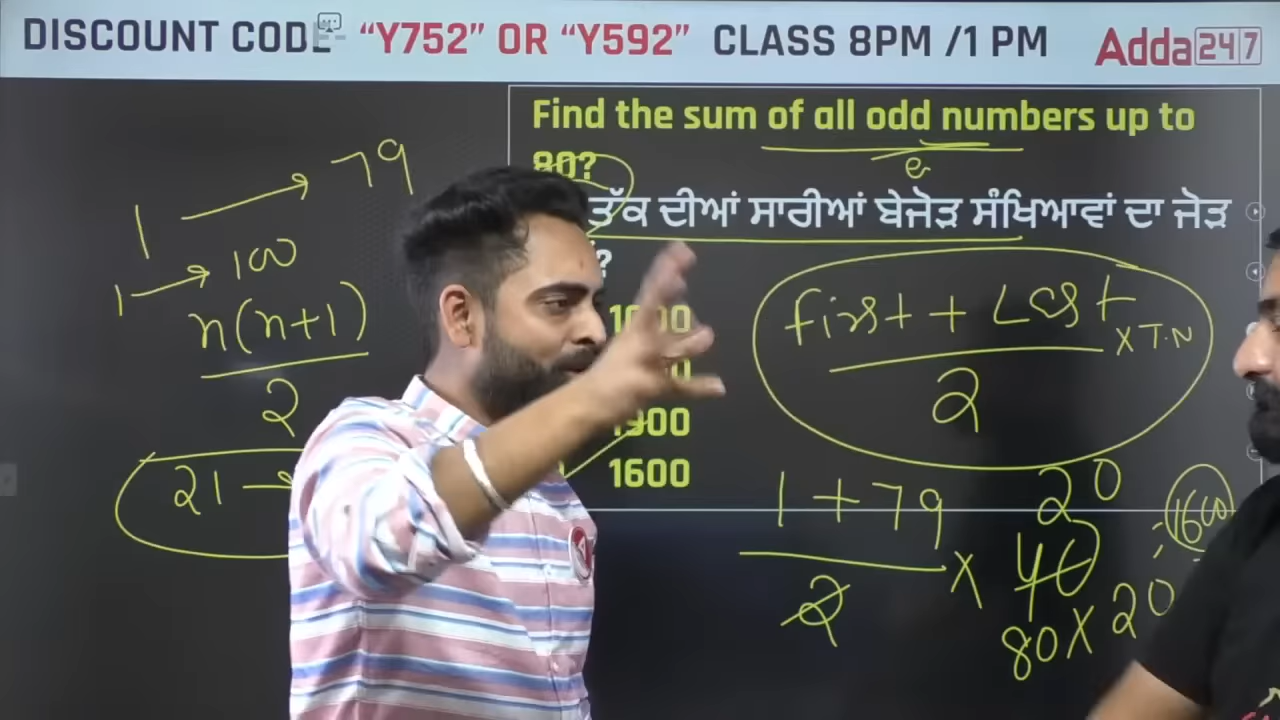 DISCOUNT CODE "Y752" OR "Y592" CLASS 8PM /1 PM
Adda247
Find the sum of all odd numbers up to
80?
e
ਤੱਕ ਦੀਆਂ ਸਾਰੀਆਂ ਬੇਜੋੜ ਸੰਖਿਆਵਾਂ ਦਾ ਜੋੜ
?
1900
1600
1 → 79
1 → 100
n(n+1)
2
21 →
first + Last
X T.N
2
1 + 79
2
X 40
20
80 X 20
1600